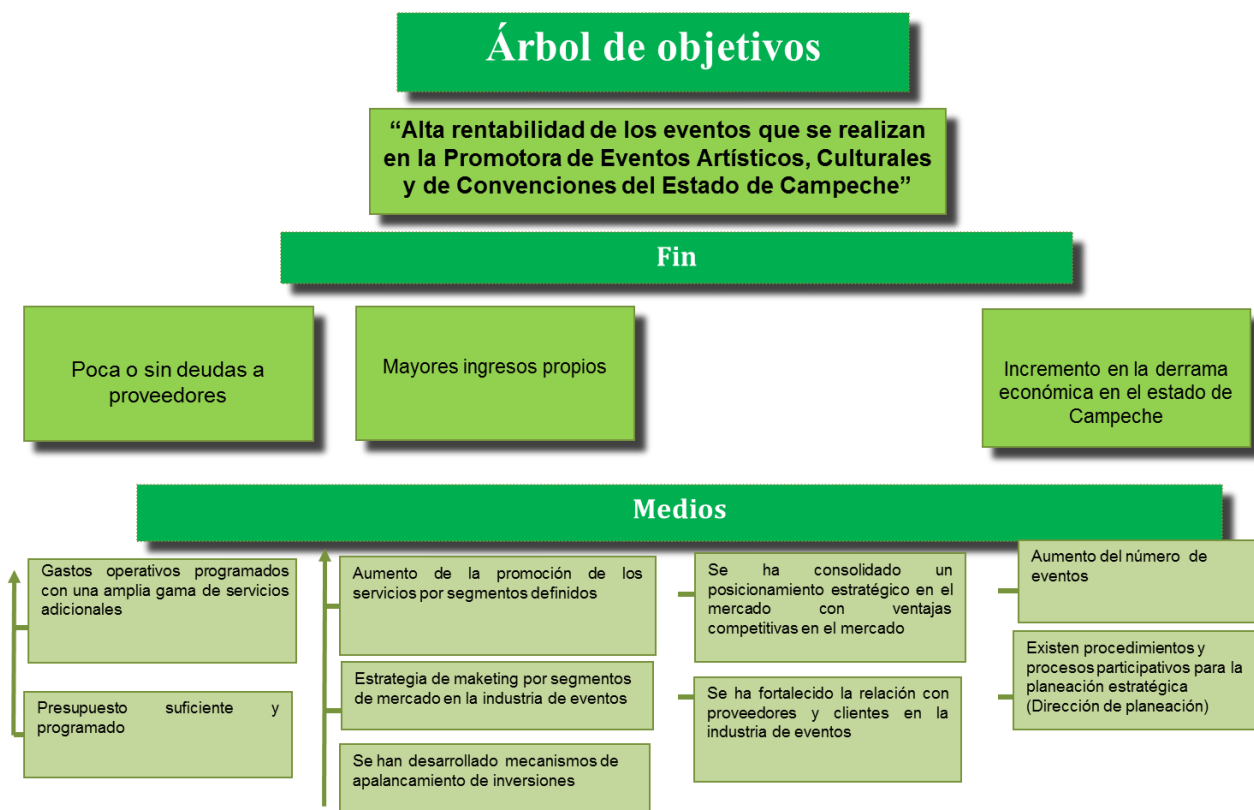 Árbol de objetivos
“Alta rentabilidad de los eventos que se realizan
en la Promotora de Eventos Artísticos, Culturales
y de Convenciones del Estado de Campeche”
Fin
Poca o sin deudas a
proveedores
Mayores ingresos propios
Incremento en la derrama
económica en el estado de
Campeche
Medios
Gastos operativos programados
con una amplia gama de servicios
adicionales
Presupuesto suficiente y
programado
Aumento de la promoción de los
servicios por segmentos definidos
Estrategia de maketing por segmentos
de mercado en la industria de eventos
Se han desarrollado mecanismos de
apalancamiento de inversiones
Se ha consolidado un
posicionamiento estratégico en el
mercado con ventajas
competitivas en el mercado
Se ha fortalecido la relación con
proveedores y clientes en la
industria de eventos
Aumento del número de
eventos
Existen procedimientos y
procesos participativos para la
planeación estratégica
(Dirección de planeación)